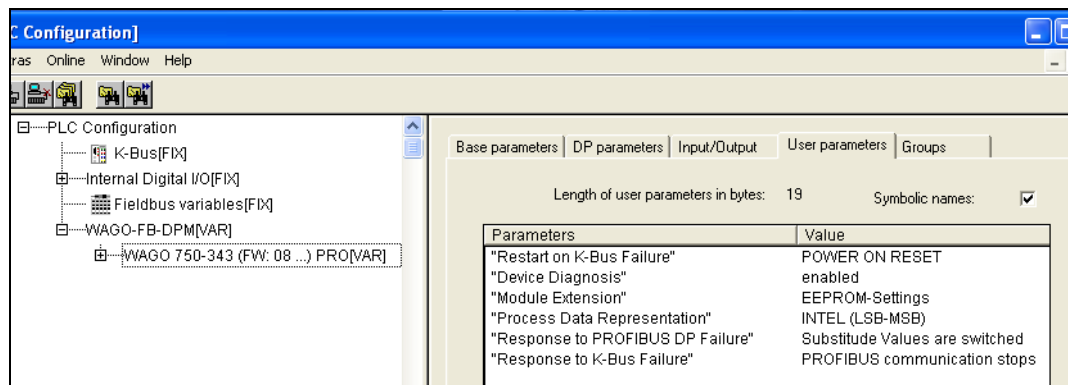 C Configuration]
ras Online Window Help
PLC Configuration
K-Bus[FIX]
Internal Digital I/O[FIX]
Fieldbus variables[FIX]
WAGO-FB-DPM[VAR]
WAGO 750-343 (FW: 08 ...) PRO[VAR]
Base parameters DP parameters Input/Output User parameters Groups
Length of user parameters in bytes: 19 Symbolic names:
Parameters Value
"Restart on K-Bus Failure" POWER ON RESET
"Device Diagnosis" enabled
"Module Extension" EEPROM-Settings
"Process Data Representation" INTEL (LSB-MSB)
"Response to PROFIBUS DP Failure" Substitude Values are switched
"Response to K-Bus Failure" PROFIBUS communication stops